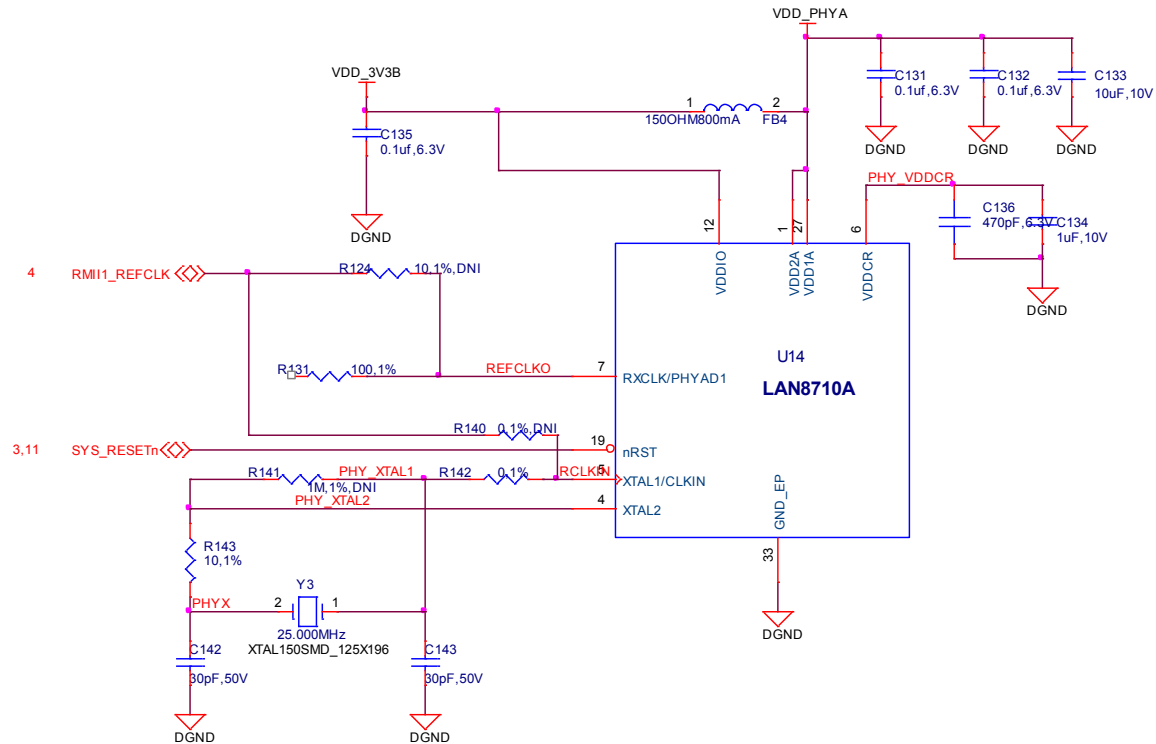 VDD_PHYA
VDD_3V3B
C131
0.1uf,6.3V
C132
0.1uf,6.3V
C133
10uF,10V
1
2
150OHM800mA
FB4
C135
0.1uf,6.3V
DGND
DGND
DGND
PHY_VDDCR
C136
470pF,6.3V
C134
1uF,10V
DGND
12
1
27
6
DGND
VDDIO
VDD2A
VDD1A
VDDCR
4
RMII1_REFCLK
R124
10,1%,DNI
U14
LAN8710A
R131
100,1%
REFCLKO
7
RXCLK/PHYAD1
R140
0,1%,DNI
3,11
SYS_RESETn
19
nRST
R141
1M,1%,DNI
PHY_XTAL1
R142
0,1%
RCLKIN
5
XTAL1/CLKIN
PHY_XTAL2
4
XTAL2
GND_EP
33
R143
10,1%
PHYX
Y3
2
1
25.000MHz
XTAL150SMD_125X196
DGND
C142
30pF,50V
C143
30pF,50V
DGND
DGND